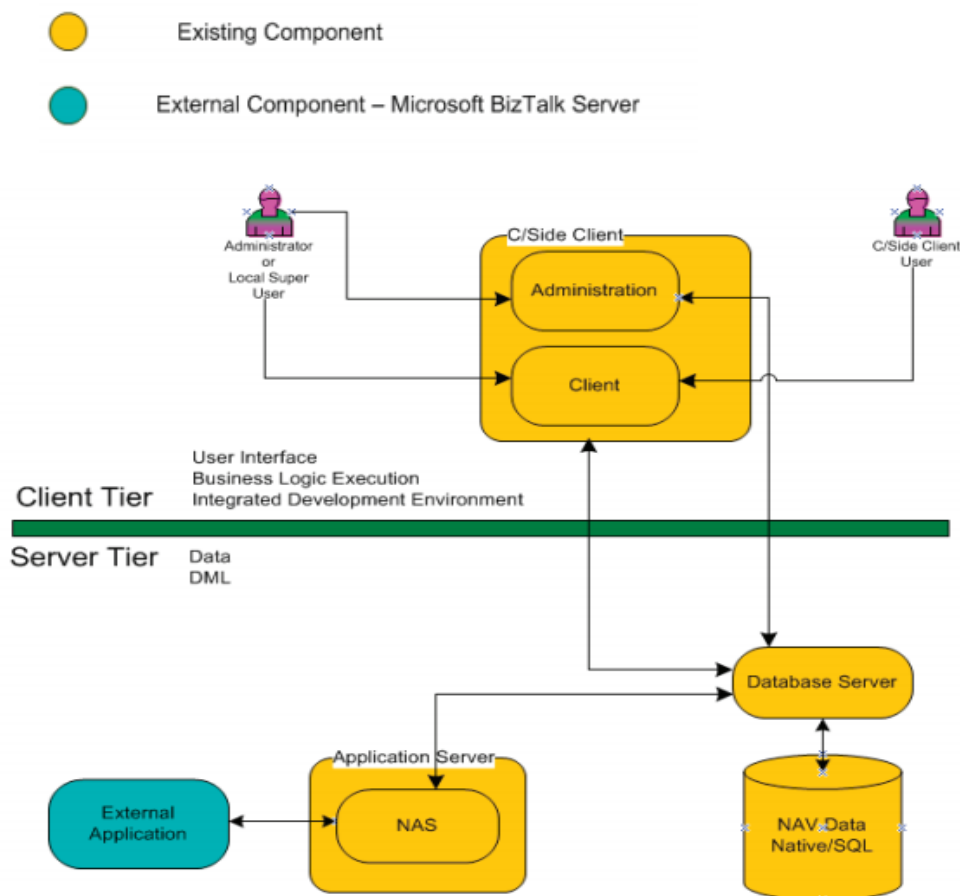 Existing Component
External Component – Microsoft BizTalk Server
Administrator
or
Local Super
User
C/Side Client
Administration
Client
C/Side Client
User
User Interface
Business Logic Execution
Integrated Development Environment
Client Tier
Server Tier
Data
DML
Database Server
Application Server
NAS
External
Application
NAV Data
Native/SQL